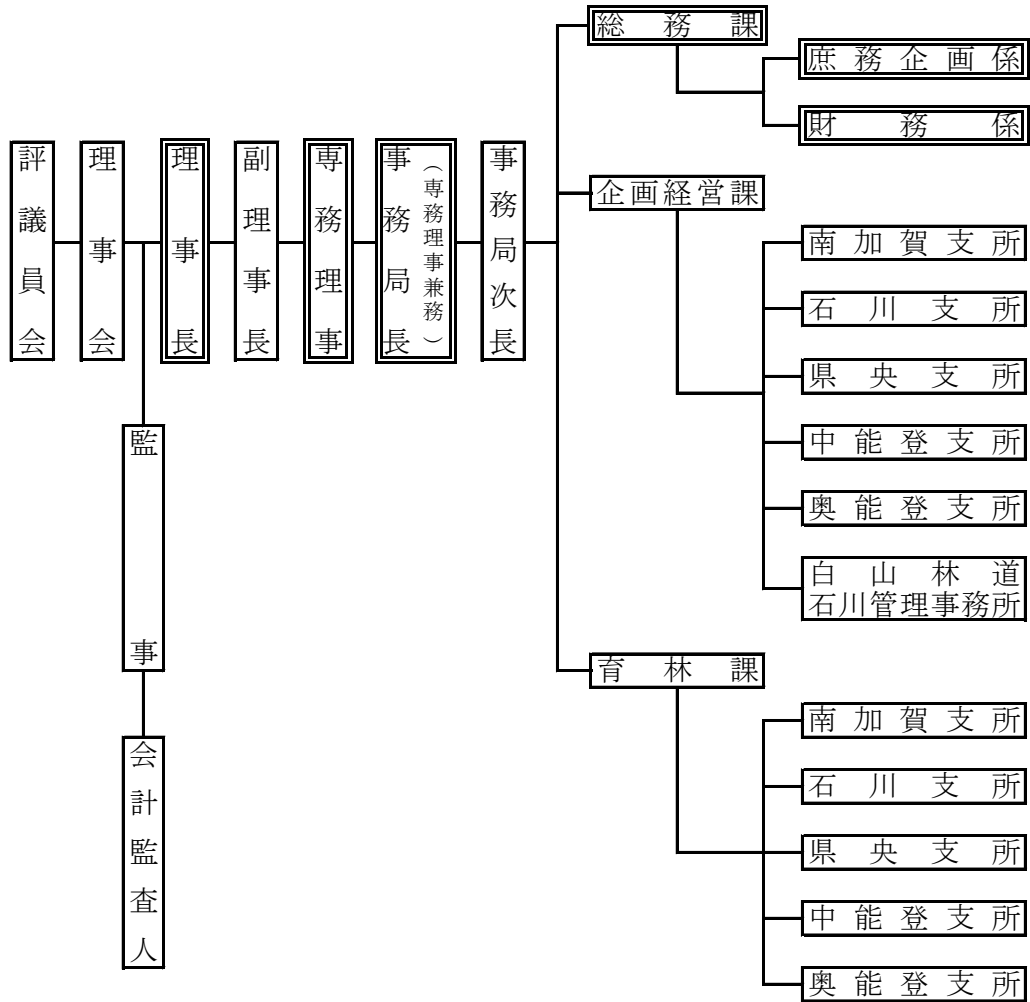 評議員会
理事会
理事長
副理事長
専務理事
事務局長
（専務理事兼務）
事務局次長
監事
会計監査人
総務課
庶務企画係
財務係
企画経営課
南加賀支所
石川支所
県央支所
中能登支所
奥能登支所
白山林道
石川管理事務所
育林課
南加賀支所
石川支所
県央支所
中能登支所
奥能登支所